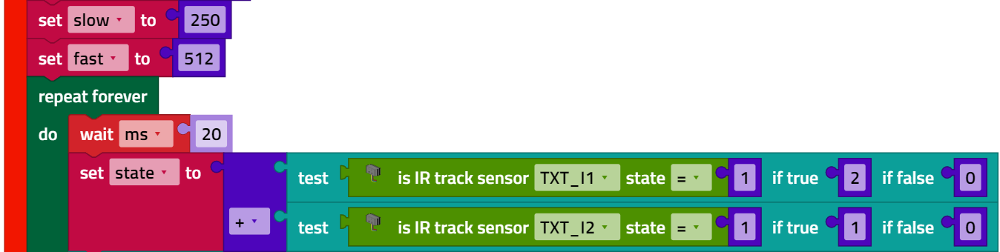 set slow to 250
set fast to 512
repeat forever
do wait ms 20
set state to test is IR track sensor TXT_I1 state = 1 if true 2 if false 0
+ test is IR track sensor TXT_I2 state = 1 if true 1 if false 0